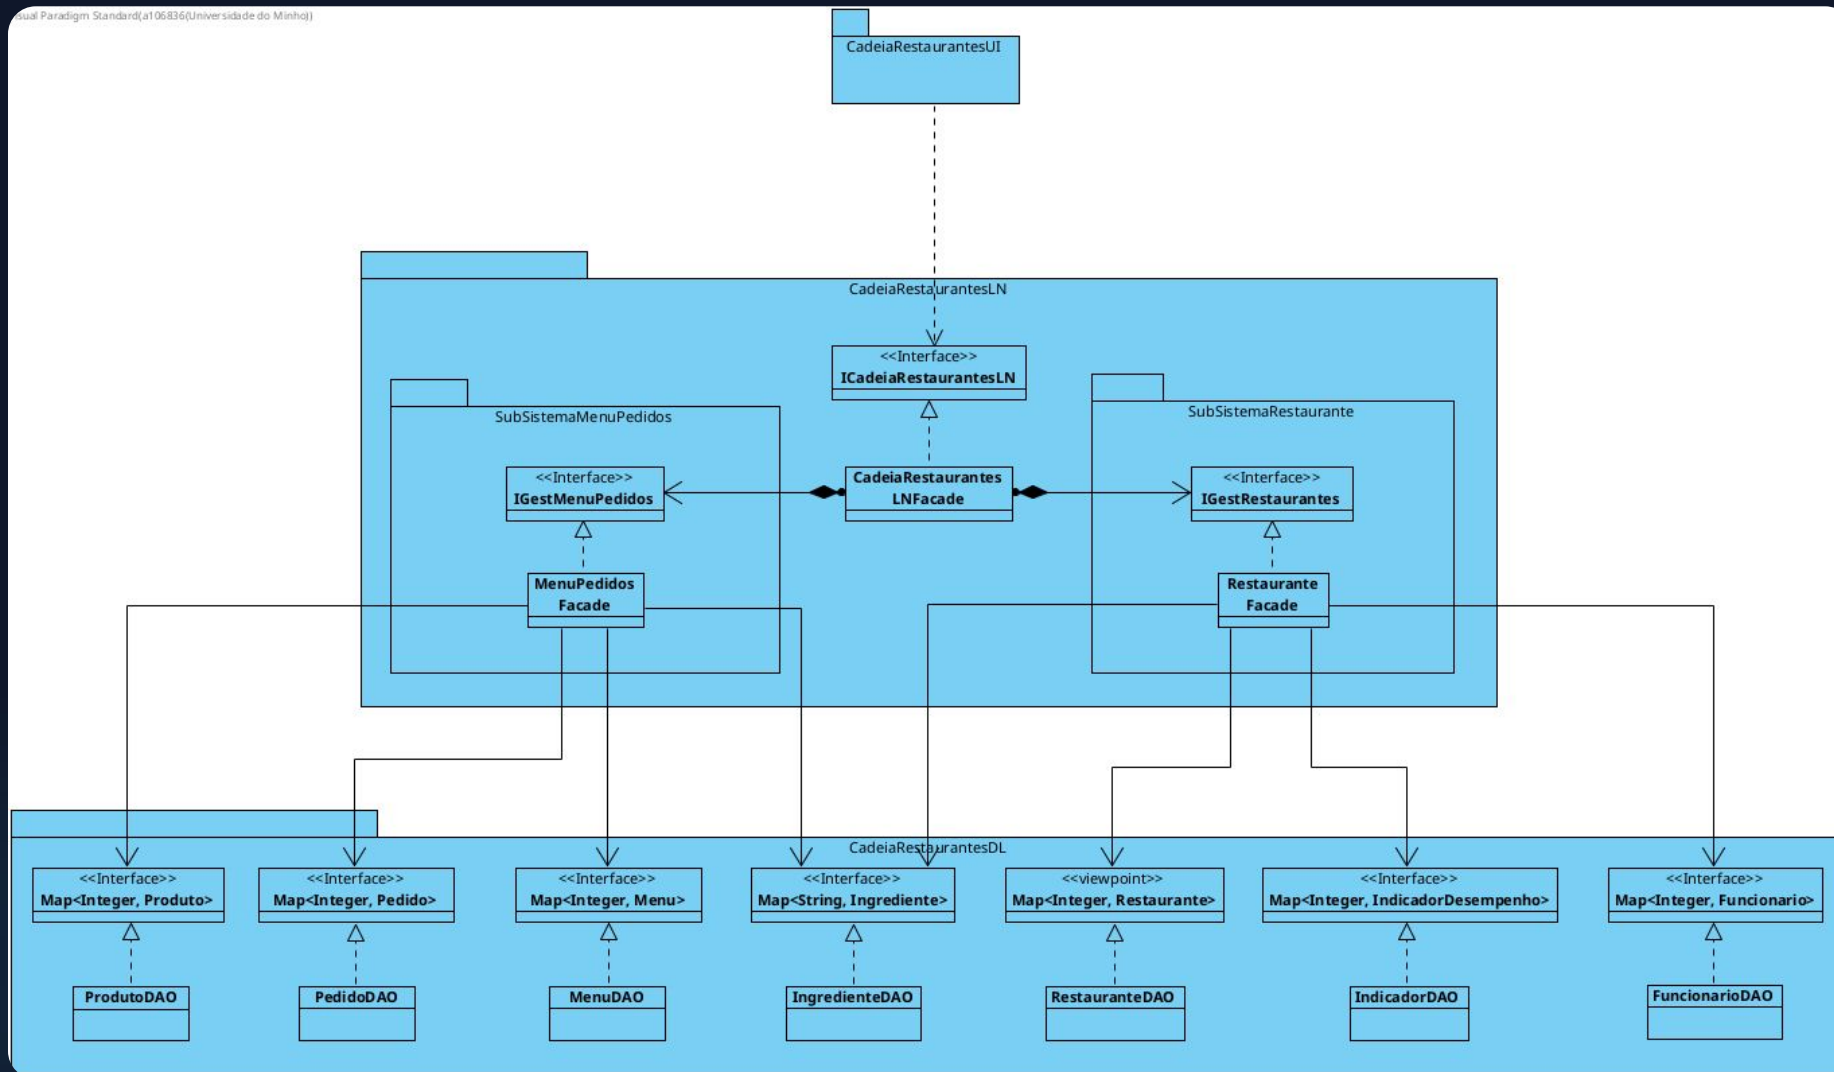 isual Paradigm Standard(a106836(Universidade do Minho))
CadeiaRestaurantesUI
CadeiaRestaurantesLN
<<Interface>>
ICadeiaRestaurantesLN
SubSistemaMenuPedidos
SubSistemaRestaurante
<<Interface>>
IGestMenuPedidos
CadeiaRestaurantes
LNFacade
<<Interface>>
IGestRestaurantes
MenuPedidos
Facade
Restaurante
Facade
CadeiaRestaurantesDL
<<Interface>>
Map<Integer, Produto>
<<Interface>>
Map<Integer, Pedido>
<<Interface>>
Map<Integer, Menu>
<<Interface>>
Map<String, Ingrediente>
<<viewpoint>>
Map<Integer, Restaurante>
<<Interface>>
Map<Integer, IndicadorDesempenho>
<<Interface>>
Map<Integer, Funcionario>
ProdutoDAO
PedidoDAO
MenuDAO
IngredienteDAO
RestauranteDAO
IndicadorDAO
FuncionarioDAO